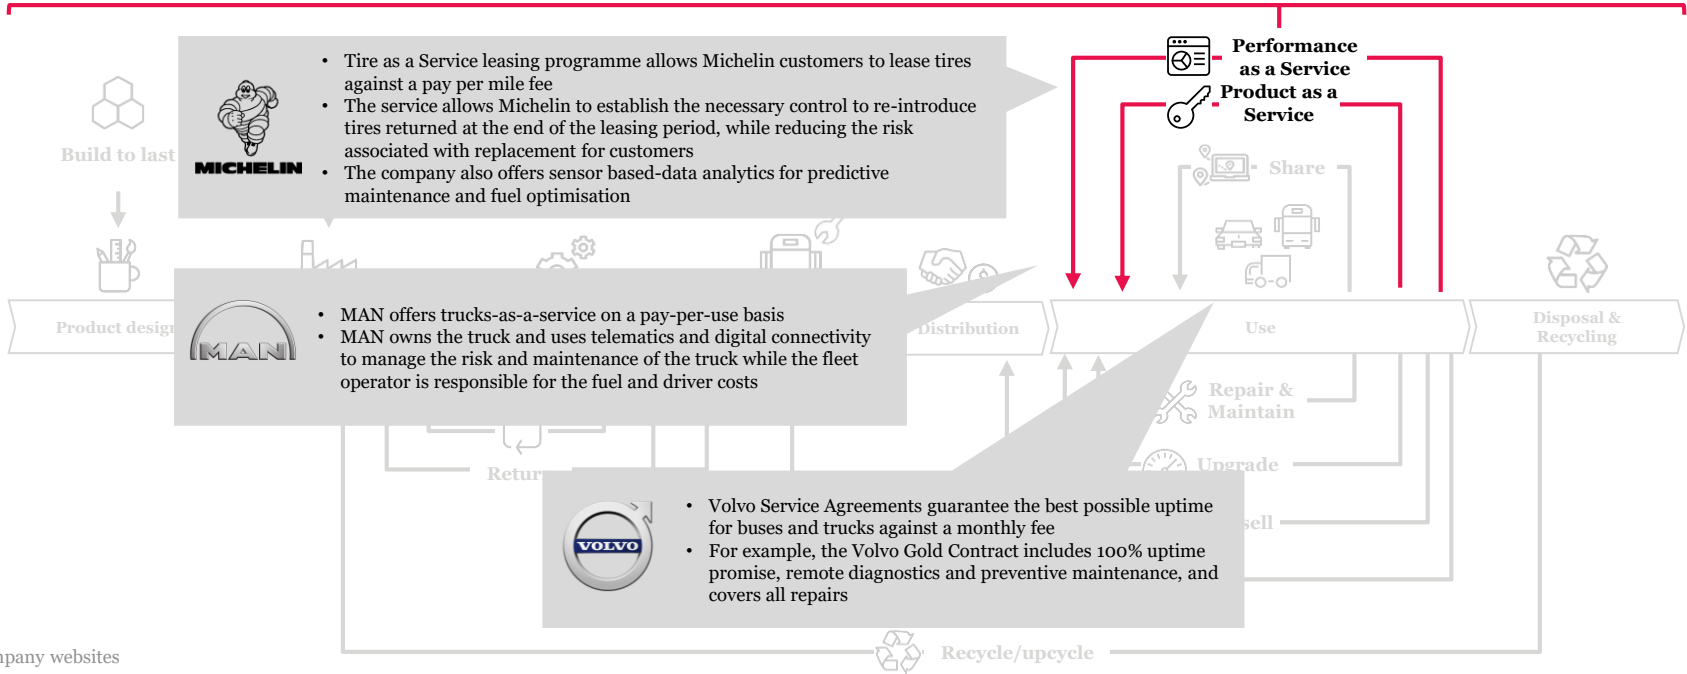 Performance
as a Service
Product as a
Service
• Tire as a Service leasing programme allows Michelin customers to lease tires
against a pay per mile fee
• The service allows Michelin to establish the necessary control to re-introduce
tires returned at the end of the leasing period, while reducing the risk
associated with replacement for customers
• The company also offers sensor based-data analytics for predictive
maintenance and fuel optimisation
MICHELIN
Build to last
Share
• MAN offers trucks-as-a-service on a pay-per-use basis
• MAN owns the truck and uses telematics and digital connectivity
to manage the risk and maintenance of the truck while the fleet
operator is responsible for the fuel and driver costs
MAN
Product design
Distribution
Use
Disposal &
Recycling
Repair &
Maintain
Upgrade
Retur
sell
• Volvo Service Agreements guarantee the best possible uptime
for buses and trucks against a monthly fee
• For example, the Volvo Gold Contract includes 100% uptime
promise, remote diagnostics and preventive maintenance, and
covers all repairs
VOLVO
Recycle/upcycle
mpany websites